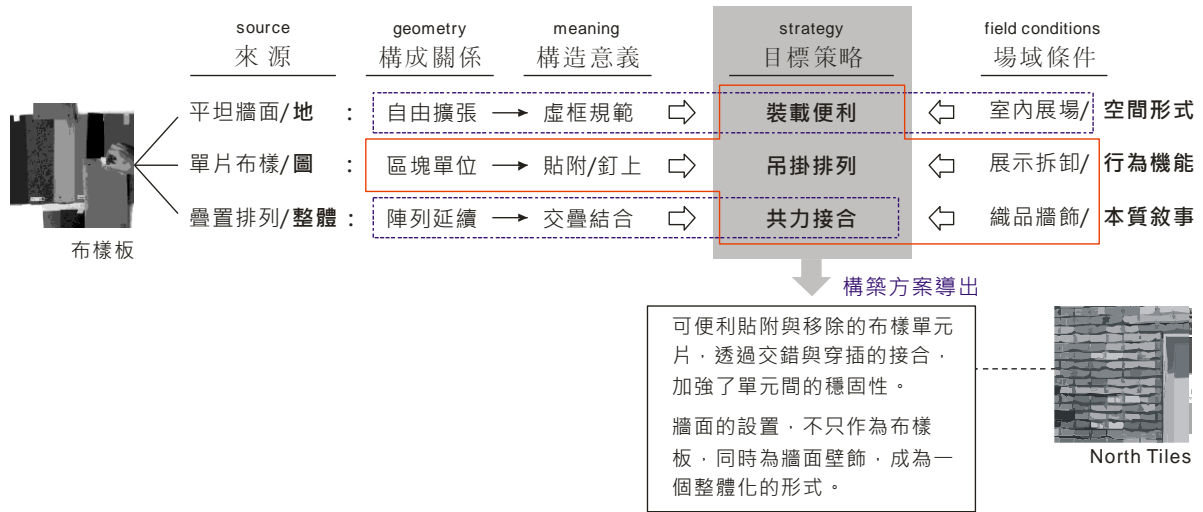 source geometry meaning strategy field conditions
來 源 構成關係 構造意義 目標策略 場域條件
平坦牆面/地 : 自由擴張 虛框規範 裝載便利 室內展場/ 空間形式
單片布樣/圖 : 區塊單位 貼附/釘上 吊掛排列 展示拆卸/ 行為機能
疊置排列/整體 : 陣列延續 交疊結合 共力接合 織品牆飾/ 本質敘事
布樣板
構築方案導出
可便利貼附與移除的布樣單元
片，透過交錯與穿插的接合，
加強了單元間的穩固性。
牆面的設置，不只作為布樣
板，同時為牆面壁飾，成為一
個整體化的形式。
North Tiles